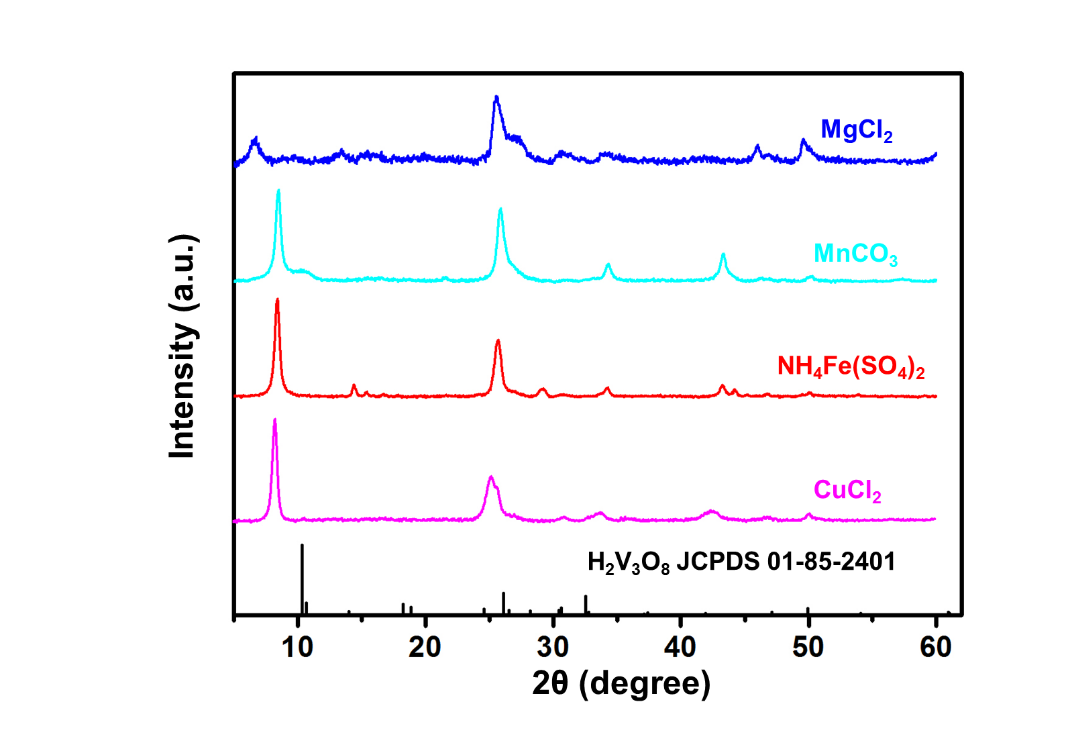 MgCl₂
MnCO₃
NH₄Fe(SO₄)₂
CuCl₂
H₂V₃O₈ JCPDS 01-85-2401
Intensity (a.u.)
10 20 30 40 50 60
2θ (degree)